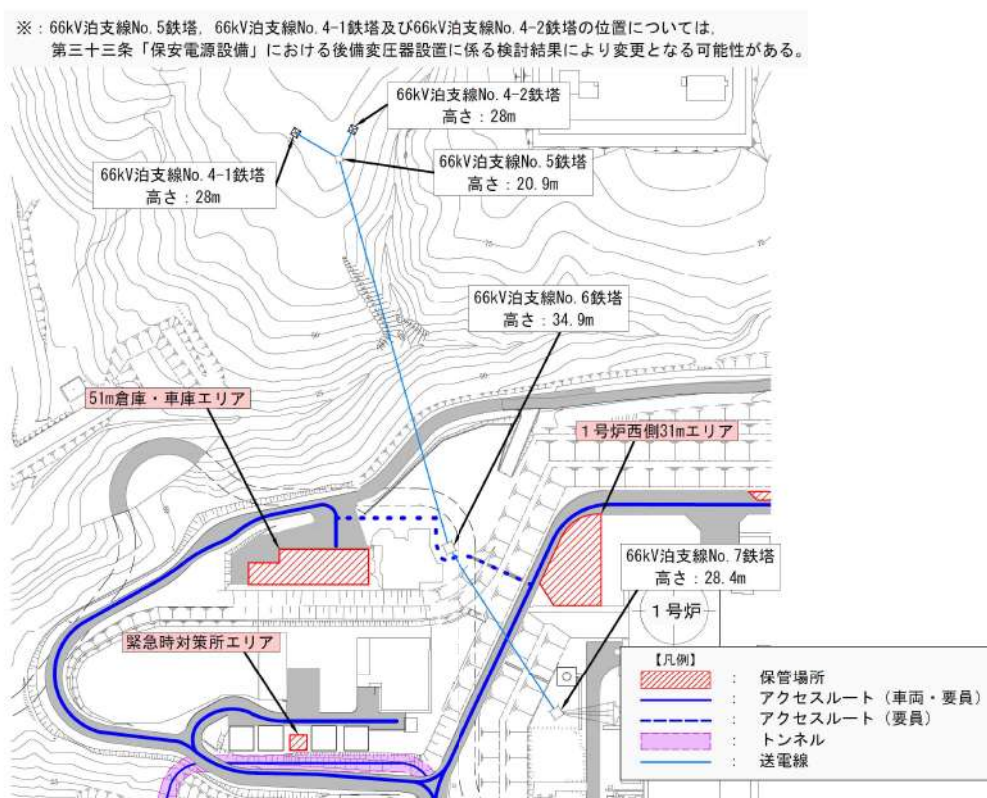 ※：66kV泊支線No.5鉄塔，66kV泊支線No.4-1鉄塔及び66kV泊支線No.4-2鉄塔の位置については，
第三十三条「保安電源設備」における後備変圧器設置に係る検討結果により変更となる可能性がある。
66kV泊支線No.4-2鉄塔
高さ：28m
66kV泊支線No.4-1鉄塔
高さ：28m
66kV泊支線No.5鉄塔
高さ：20.9m
66kV泊支線No.6鉄塔
高さ：34.9m
51m倉庫・車庫エリア
１号炉西側31mエリア
66kV泊支線No.7鉄塔
高さ：28.4m
１号炉
緊急時対策所エリア
【凡例】
： 保管場所
： アクセスルート（車両・要員）
： アクセスルート（要員）
： トンネル
： 送電線